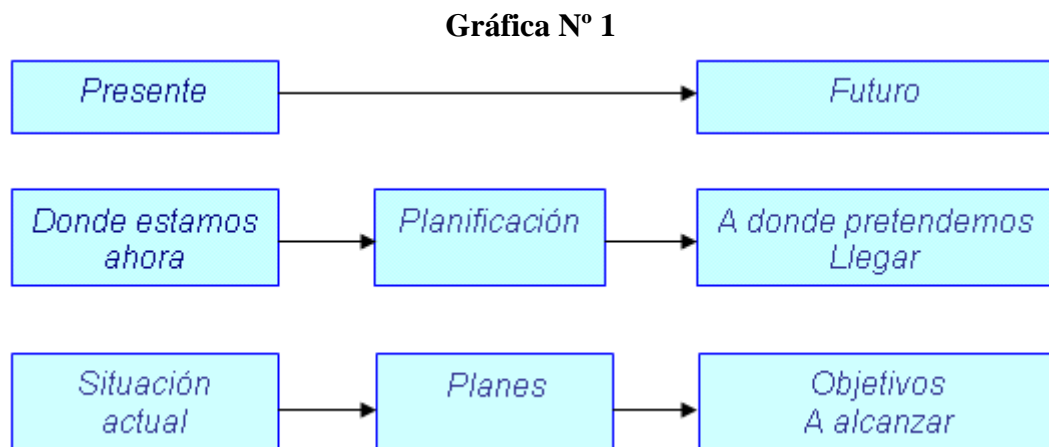 Gráfica Nº 1
Presente
Futuro
Donde estamos
ahora
Planificación
A donde pretendemos
Llegar
Situación
actual
Planes
Objetivos
A alcanzar